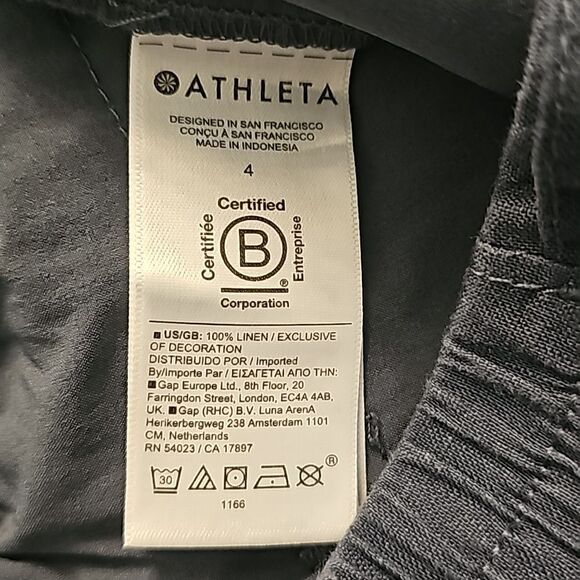 ATHLETA
DESIGNED IN SAN FRANCISCO
CONÇU À SAN FRANCISCO
MADE IN INDONESIA
4
Certified
Certifiée
B
Entreprise
Corporation
US/GB: 100% LINEN / EXCLUSIVE
OF DECORATION
DISTRIBUIDO POR / Imported
By/Importe Par / ΕΙΣΑΓΕΤΑΙ ΑΠΟ ΤΗΝ:
Gap Europe Ltd., 8th Floor, 20
Farringdon Street, London, EC4A 4AB,
UK. Gap (RHC) B.V. Luna ArenA
Herikerbergweg 238 Amsterdam 1101
CM, Netherlands
RN 54023 / CA 17897
30 ®
1166